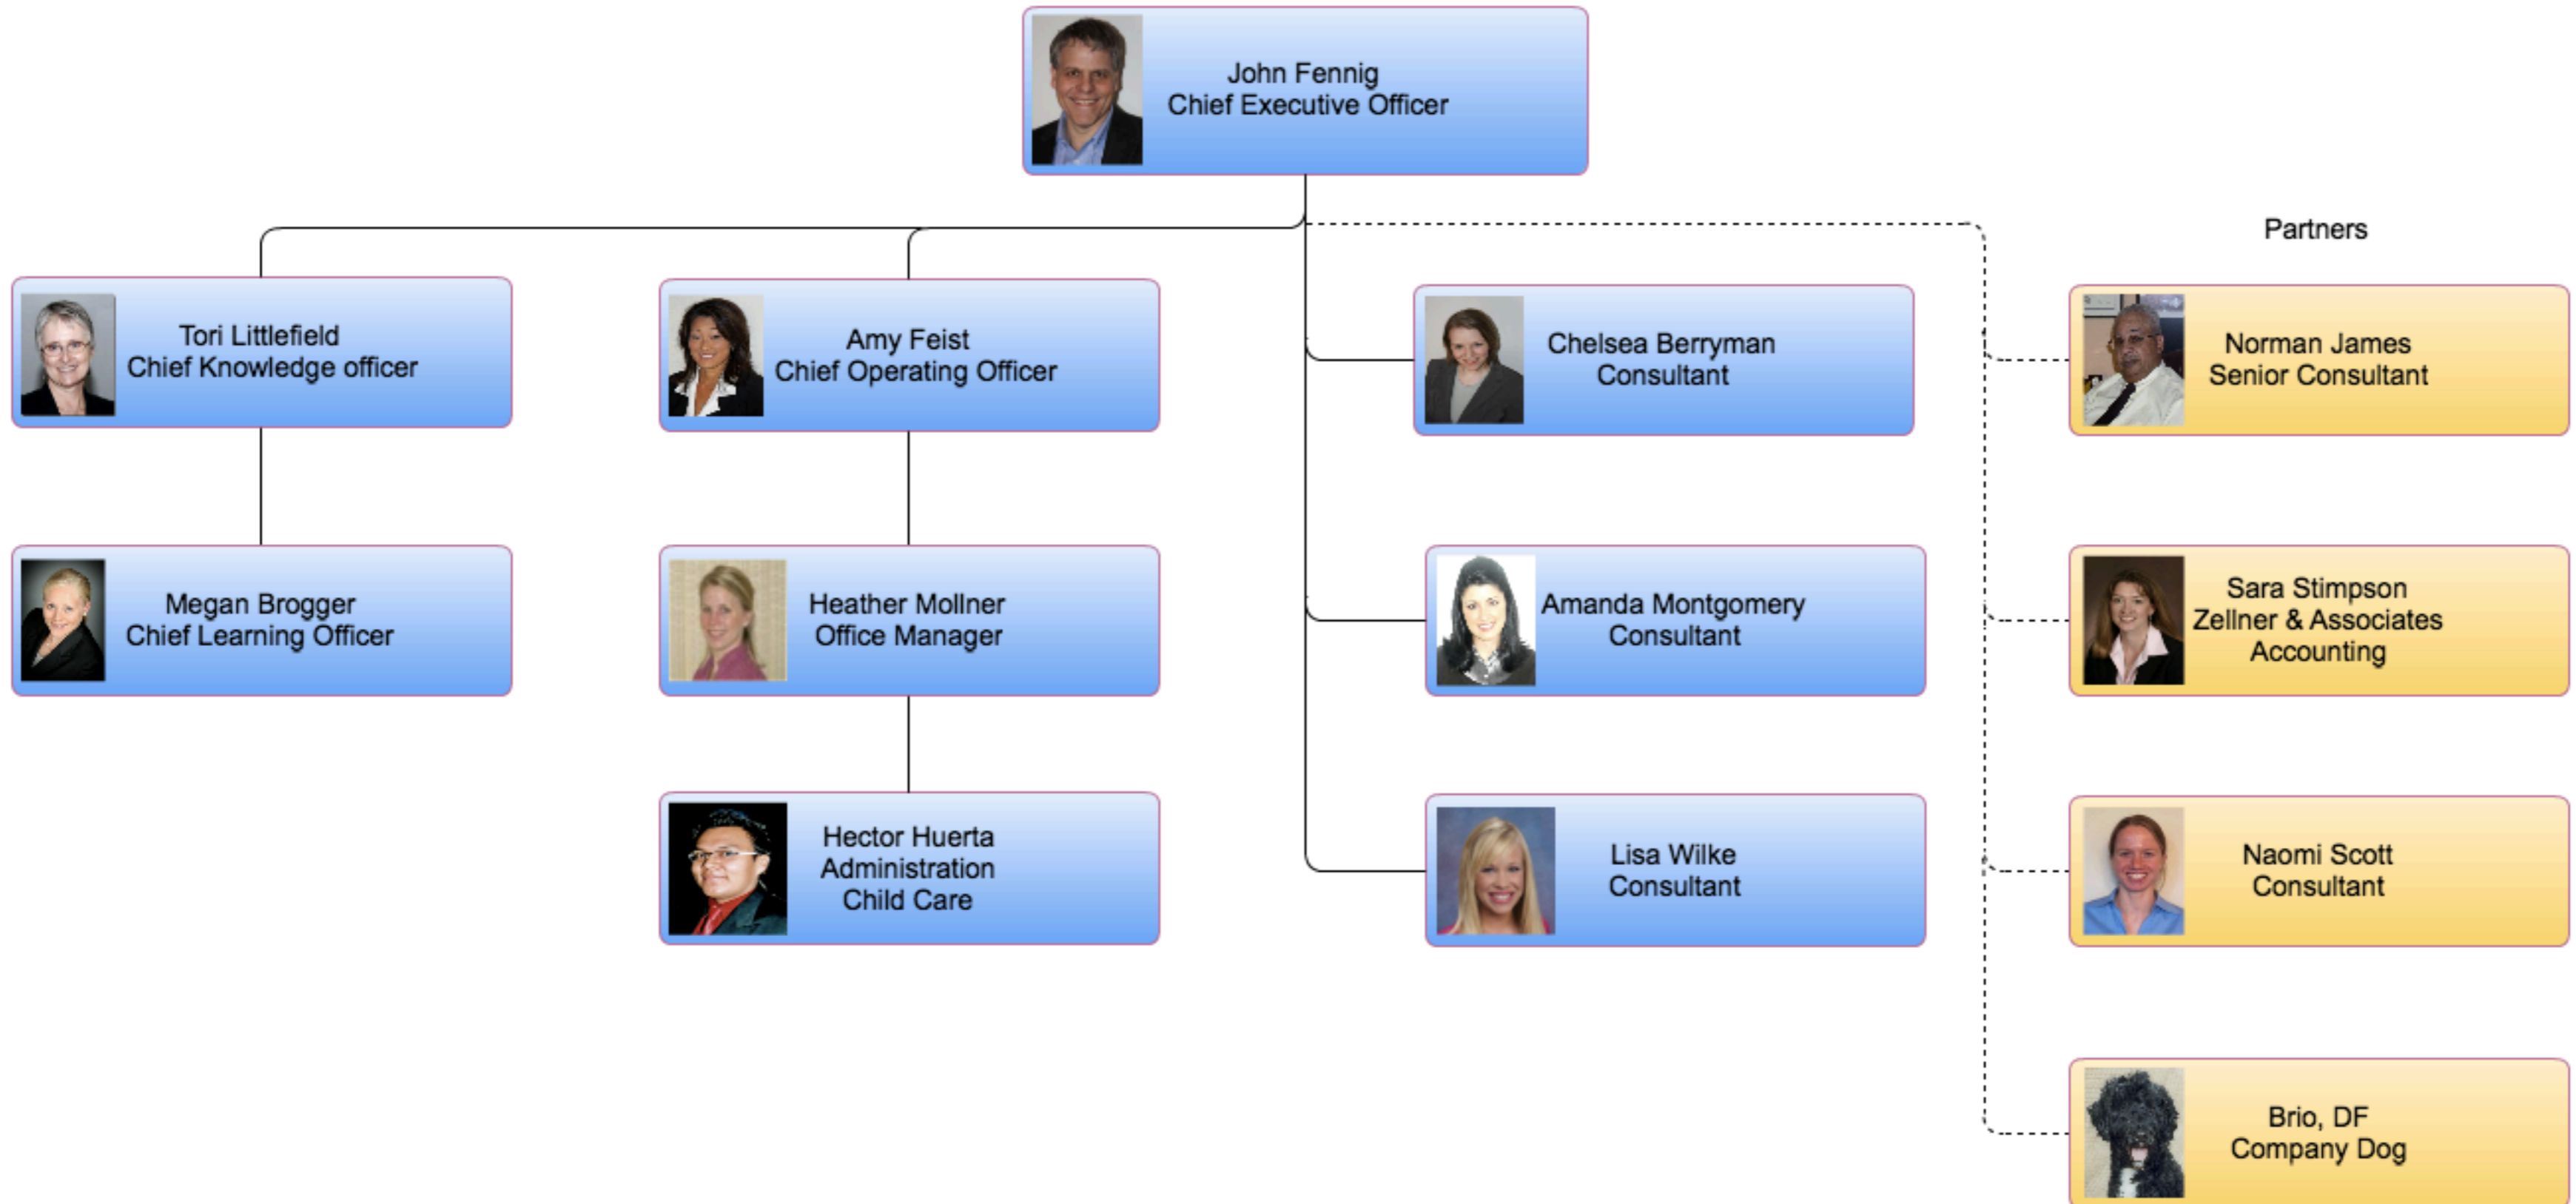 John Fennig
Chief Executive Officer
Partners
Tori Littlefield
Chief Knowledge officer
Amy Feist
Chief Operating Officer
Chelsea Berryman
Consultant
Norman James
Senior Consultant
Megan Brogger
Chief Learning Officer
Heather Mollner
Office Manager
Amanda Montgomery
Consultant
Sara Stimpson
Zellner & Associates
Accounting
Hector Huerta
Administration
Child Care
Lisa Wilke
Consultant
Naomi Scott
Consultant
Brio, DF
Company Dog